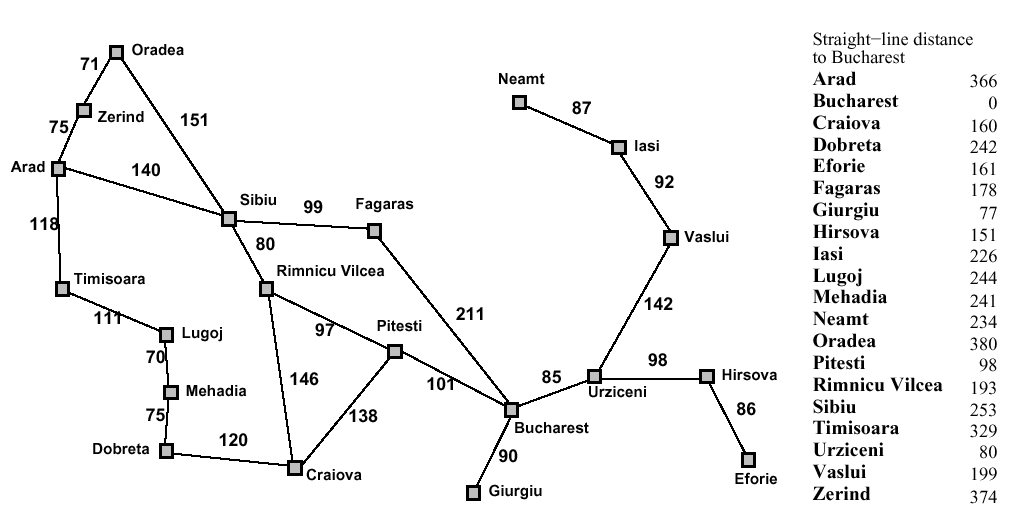 Oradea
71
Zerind
75
151
Arad
140
Sibiu
99
Fagaras
118
80
Timisoara
Rimnicu Vilcea
111
Lugoj
97
Pitesti
211
70
Mehadia
146
101
75
138
Dobreta
120
Craiova
Bucharest
90
Giurgiu
85
Neamt
87
Iasi
92
Vaslui
142
98
Hirsova
Urziceni
86
Eforie
Straight−line distance
to Bucharest
Arad 366
Bucharest 0
Craiova 160
Dobreta 242
Eforie 161
Fagaras 178
Giurgiu 77
Hirsova 151
Iasi 226
Lugoj 244
Mehadia 241
Neamt 234
Oradea 380
Pitesti 98
Rimnicu Vilcea 193
Sibiu 253
Timisoara 329
Urziceni 80
Vaslui 199
Zerind 374